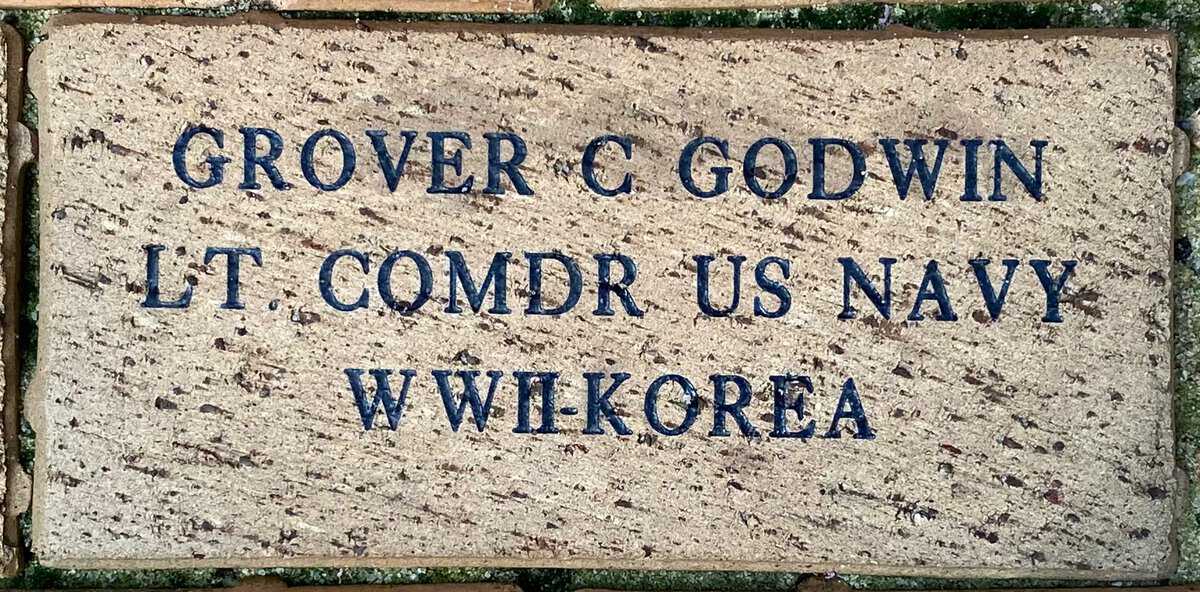 GROVER C GODWIN
LT. COMDR US NAVY
WWII-KOREA